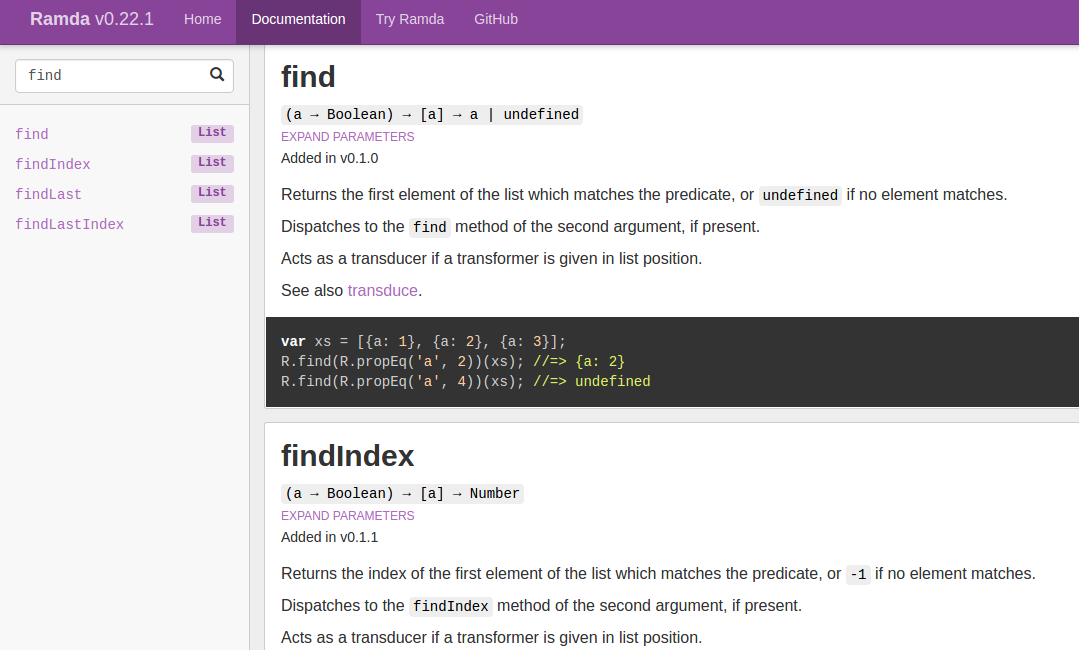 Ramda v0.22.1 Home Documentation Try Ramda GitHub
find
find List
findIndex List
findLast List
findLastIndex List
find
(a → Boolean) → [a] → a | undefined
EXPAND PARAMETERS
Added in v0.1.0
Returns the first element of the list which matches the predicate, or undefined if no element matches.
Dispatches to the find method of the second argument, if present.
Acts as a transducer if a transformer is given in list position.
See also transduce.
var xs = [{a: 1}, {a: 2}, {a: 3}];
R.find(R.propEq('a', 2))(xs); //=> {a: 2}
R.find(R.propEq('a', 4))(xs); //=> undefined
findIndex
(a → Boolean) → [a] → Number
EXPAND PARAMETERS
Added in v0.1.1
Returns the index of the first element of the list which matches the predicate, or -1 if no element matches.
Dispatches to the findIndex method of the second argument, if present.
Acts as a transducer if a transformer is given in list position.